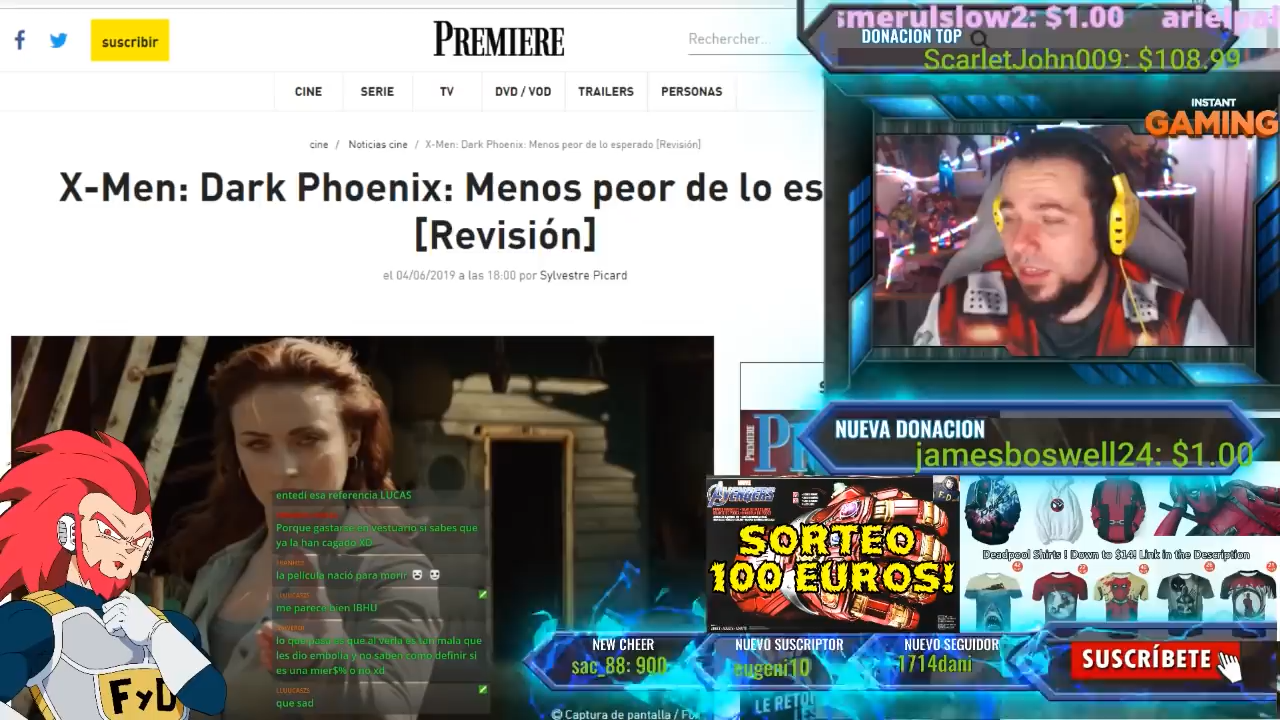 suscribir
PREMIERE
Rechercher...
CINE
SERIE
TV
DVD / VOD
TRAILERS
PERSONAS
cine / Noticias cine / X-Men: Dark Phoenix: Menos peor de lo esperado [Revisión]
X-Men: Dark Phoenix: Menos peor de lo es
[Revisión]
el 04/06/2019 a las 18:00 por Sylvestre Picard
smerulslow2: $1.00
DONACION TOP
ScarletJohn009: $108.99
INSTANT
GAMING
NUEVA DONACION
jamesboswell24: $1.00
entedi esa referencia LUCAS
Porque gastarse en vestuario si sabes que
ya la han cagado XD
la pelicula nació para morir
me parece bien IBHU
lo que pasa es que al verla es tan mala que
les dio embolia y no saben como definir si
es una mier$% o no xd
que sad
FyD
AVENGERS
SORTEO
100 EUROS!
Deadpool Shirts ! Down to $14! Link in the Description
NEW CHEER
sac_88: 900
NUEVO SUSCRIPTOR
eugeni10
NUEVO SEGUIDOR
1714dani
SUSCRÍBETE
LE RETO
© Captura de pantalla / Fox